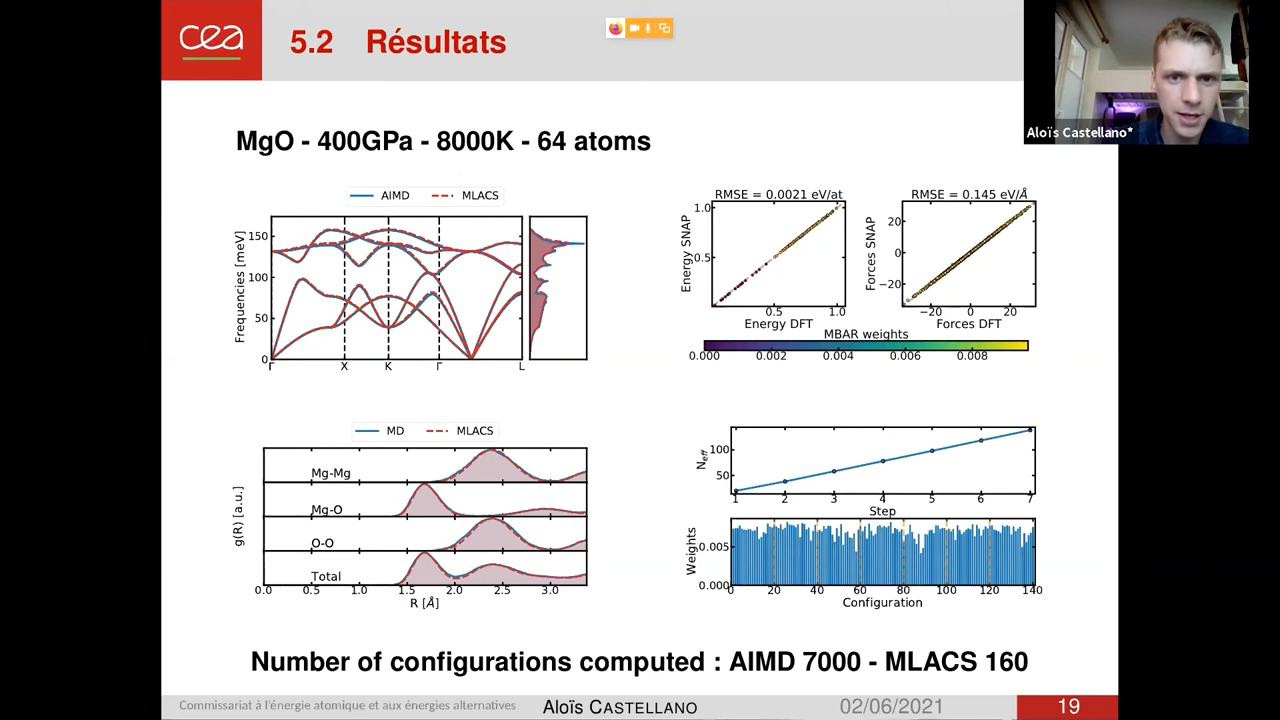 cea
5.2 Résultats
Aloïs Castellano*
MgO - 400GPa - 8000K - 64 atoms
AIMD MLACS
Frequencies [meV]
150
100
50
0
Γ X K Γ L
RMSE = 0.0021 eV/at
Energy SNAP
1.0
0.5
0.5 1.0
Energy DFT
RMSE = 0.145 eV/Å
Forces SNAP
20
0
−20
−20 0 20
Forces DFT
MBAR weights
0.000 0.002 0.004 0.006 0.008
MD MLACS
g(R) [a.u.]
Mg-Mg
Mg-O
O-O
Total
0.0 0.5 1.0 1.5 2.0 2.5 3.0
R [Å]
Neff
100
50
1 2 3 4 5 6 7
Step
Weights
0.005
0.000
0 20 40 60 80 100 120 140
Configuration
Number of configurations computed : AIMD 7000 - MLACS 160
Commissariat à l'énergie atomique et aux énergies alternatives
Aloïs CASTELLANO
02/06/2021
19